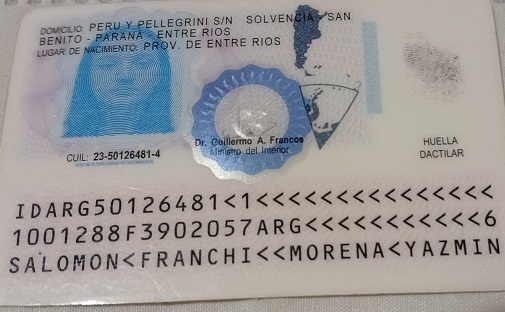 DOMICILIO: PERU Y PELLEGRINI S/N SOLVENCIA SAN
BENITO - PARANÁ ENTRE RIOS
LUGAR DE NACIMIENTO: PROV. DE ENTRE RIOS
Dr. Guillermo A. Francos
Ministro del Interior
CUIL: 23-50126481-4
HUELLA
DACTILAR
IDARG50126481<1<<<<<<<<<<<<<<<
1001288F3902057ARG<<<<<<<<<<<6
SALOMON<FRANCHI<<MORENA<YAZMIN